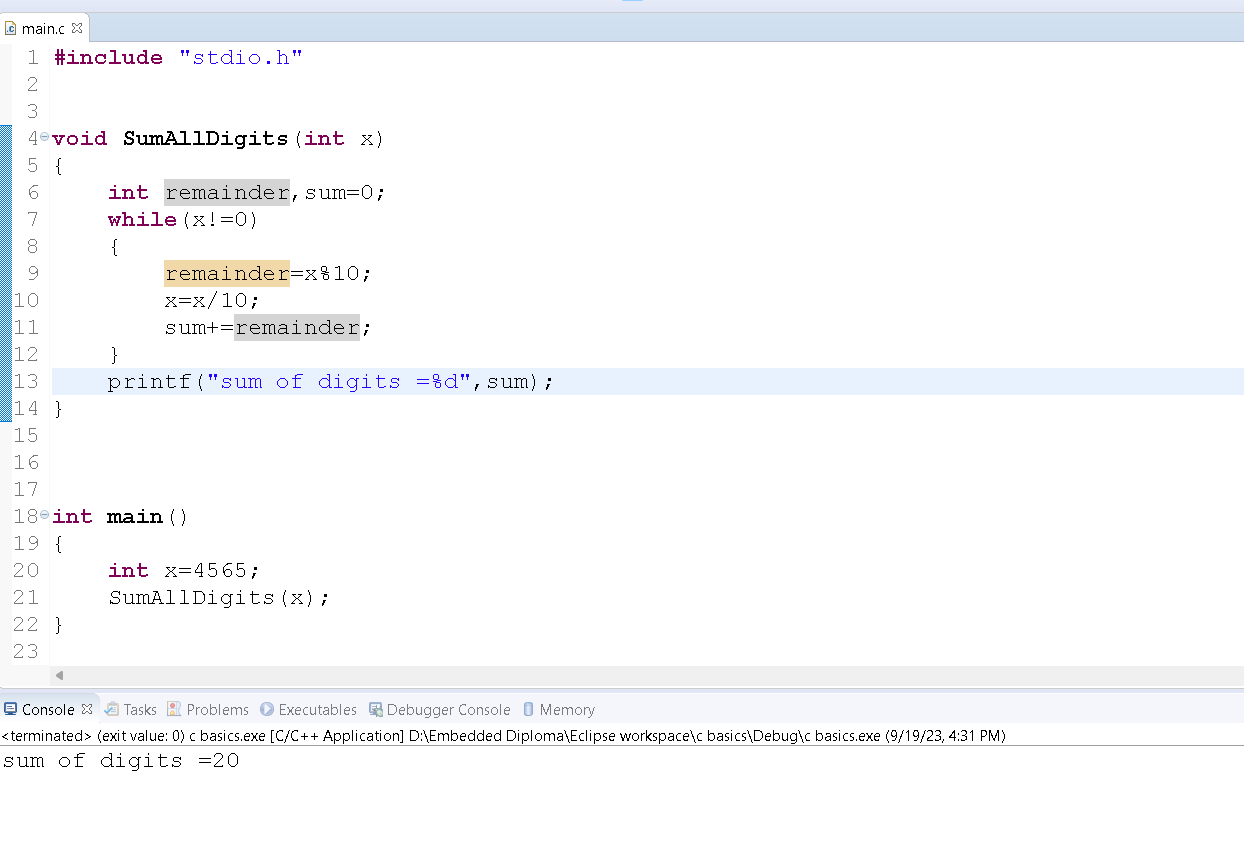 main.c
1 #include "stdio.h"
2
3
4 void SumAllDigits(int x)
5 {
6 int remainder,sum=0;
7 while(x!=0)
8 {
9 remainder=x%10;
10 x=x/10;
11 sum+=remainder;
12 }
13 printf("sum of digits =%d",sum);
14 }
15
16
17
18 int main()
19 {
20 int x=4565;
21 SumAllDigits(x);
22 }
23
Console Tasks Problems Executables Debugger Console Memory
<terminated> (exit value: 0) c basics.exe [C/C++ Application] D:\Embedded Diploma\Eclipse workspace\c basics\Debug\c basics.exe (9/19/23, 4:31 PM)
sum of digits =20